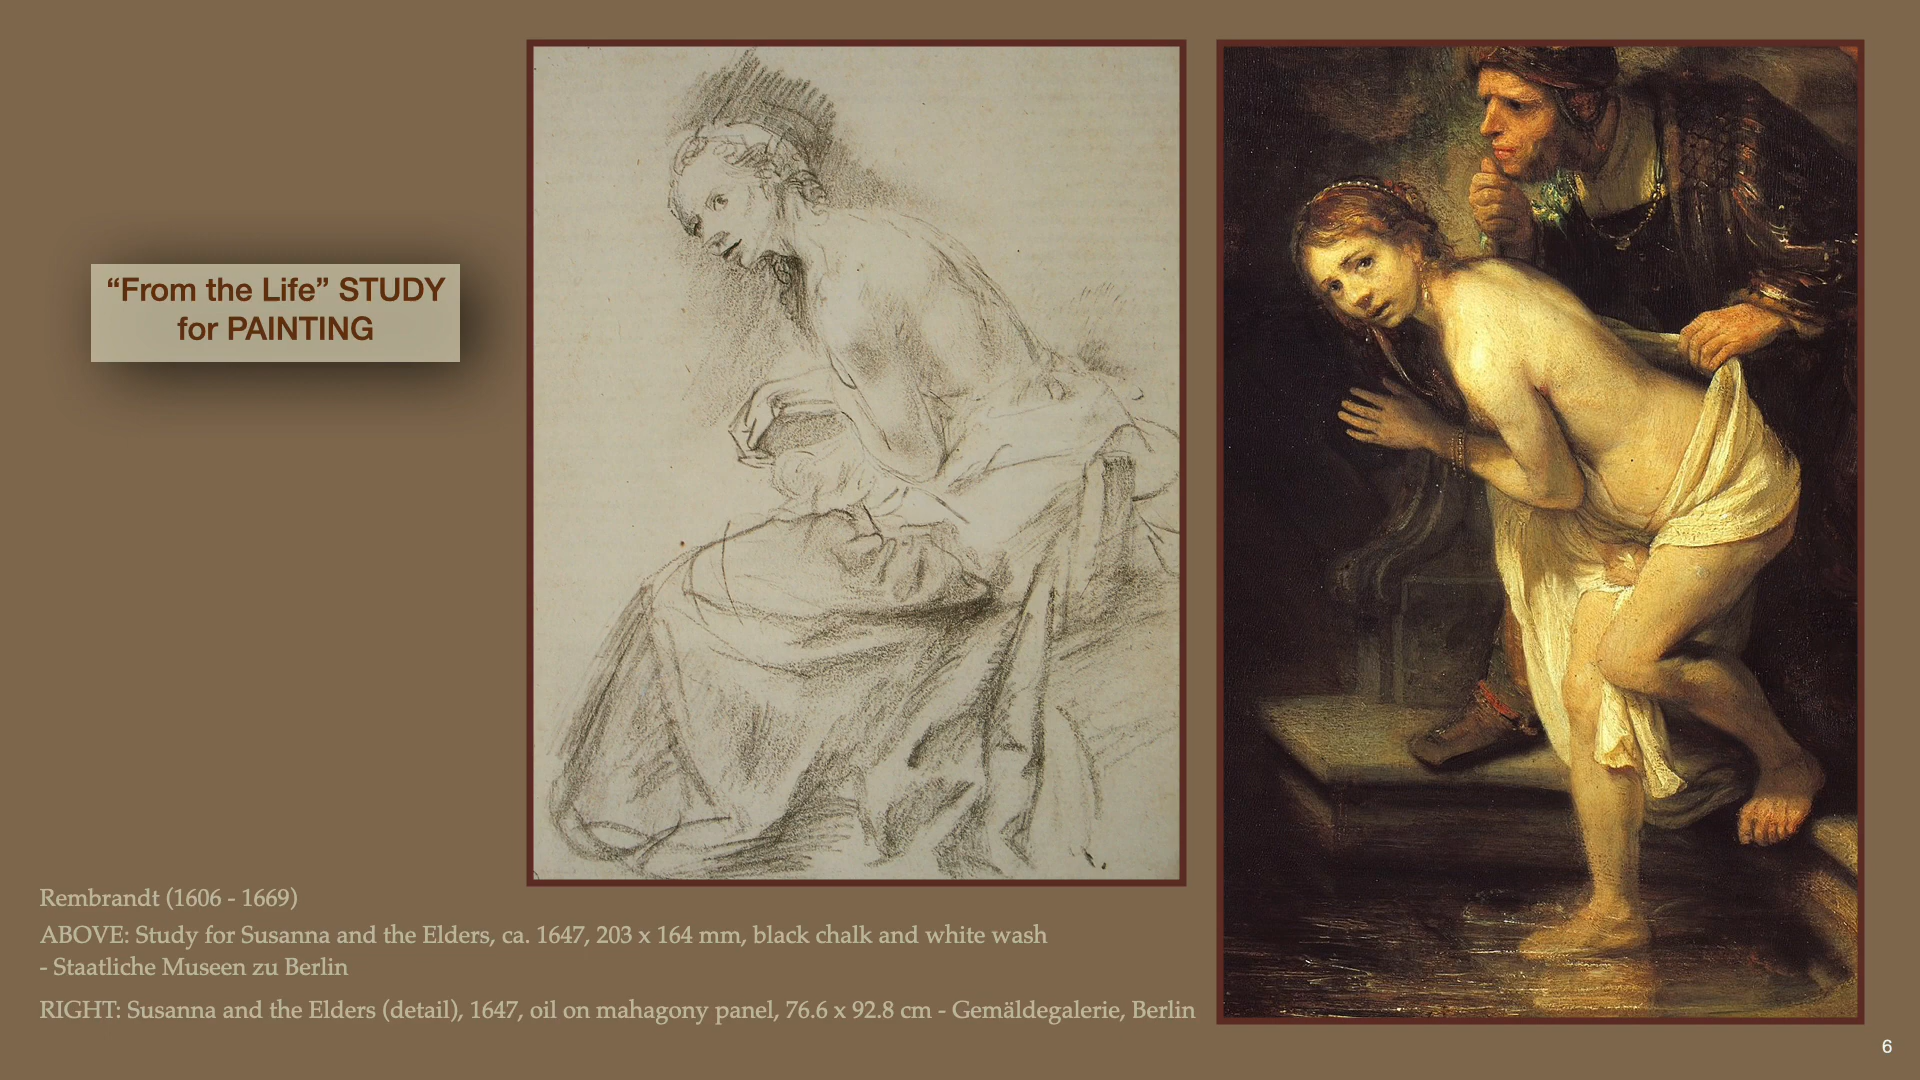 “From the Life” STUDY
for PAINTING
Rembrandt (1606 - 1669)
ABOVE: Study for Susanna and the Elders, ca. 1647, 203 x 164 mm, black chalk and white wash
- Staatliche Museen zu Berlin
RIGHT: Susanna and the Elders (detail), 1647, oil on mahagony panel, 76.6 x 92.8 cm - Gemäldegalerie, Berlin
6